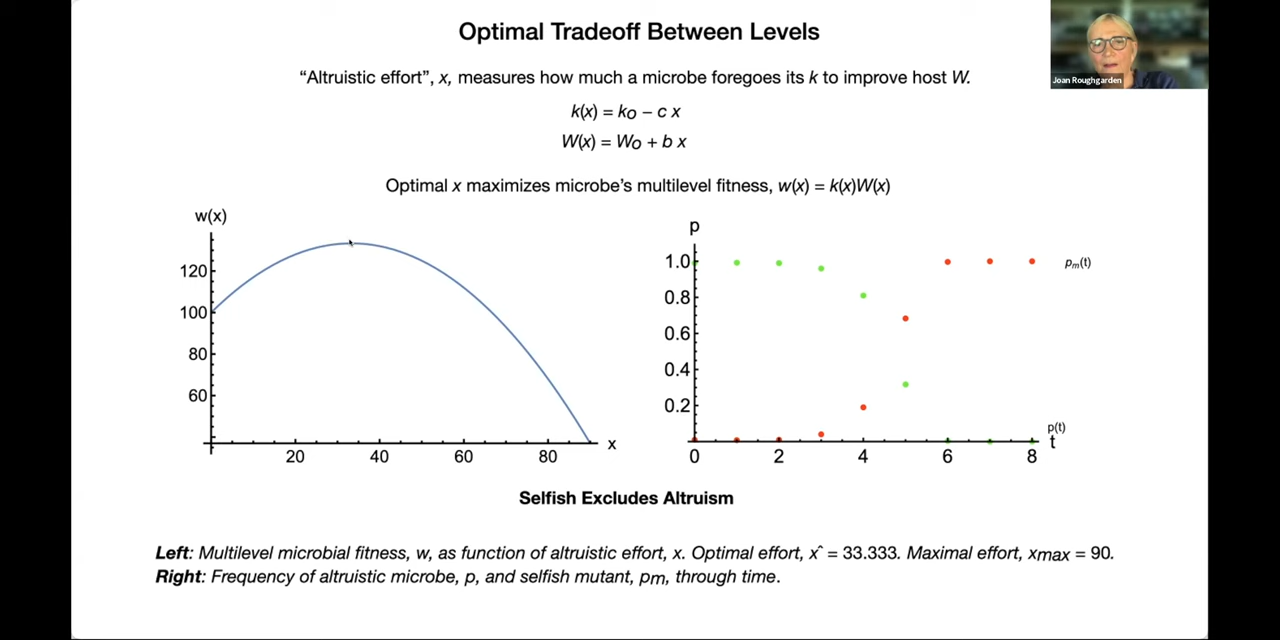 Optimal Tradeoff Between Levels
“Altruistic effort”, x, measures how much a microbe foregoes its k to improve host W.
k(x) = ko – c x
W(x) = Wo + b x
Optimal x maximizes microbe’s multilevel fitness, w(x) = k(x)W(x)
w(x)
120
100
80
60
20 40 60 80 x
p
1.0
0.8
0.6
0.4
0.2
0 2 4 6 8
pm(t)
p(t)
t
Selfish Excludes Altruism
Left: Multilevel microbial fitness, w, as function of altruistic effort, x. Optimal effort, xˆ = 33.333. Maximal effort, xmax = 90.
Right: Frequency of altruistic microbe, p, and selfish mutant, pm, through time.
Joan Roughgarden